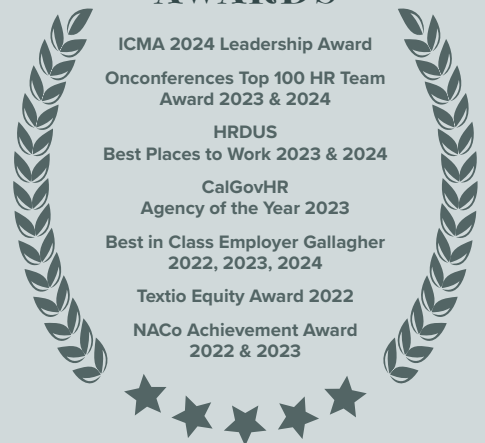 AWARDS
ICMA 2024 Leadership Award
Onconferences Top 100 HR Team
Award 2023 & 2024
HRDUS
Best Places to Work 2023 & 2024
CalGovHR
Agency of the Year 2023
Best in Class Employer Gallagher
2022, 2023, 2024
Textio Equity Award 2022
NACo Achievement Award
2022 & 2023